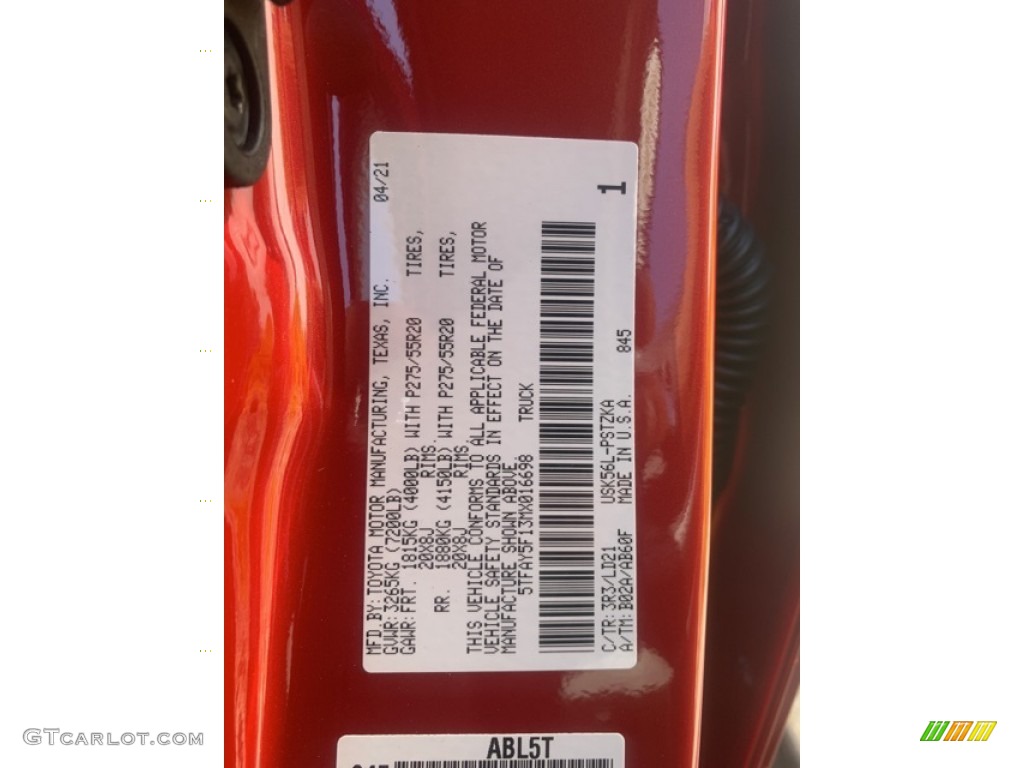 MFD.BY:TOYOTA MOTOR MANUFACTURING, TEXAS, INC. 04/21
GVWR:3265KG (7200LB)
GAWR:FRT. 1815KG (4000LB) WITH P275/55R20 TIRES,
20X8J RIMS,
RR. 1880KG (4150LB) WITH P275/55R20 TIRES,
20X8J RIMS,
THIS VEHICLE CONFORMS TO ALL APPLICABLE FEDERAL MOTOR
VEHICLE SAFETY STANDARDS IN EFFECT ON THE DATE OF
MANUFACTURE SHOWN ABOVE.
5TFAY5F13MX016698 TRUCK
1
C/TR:3R3/LD21 USK56L-PSTZKA
A/TM:B02A/AB60F MADE IN U.S.A. 845
ABL5T
GTcarlot.com